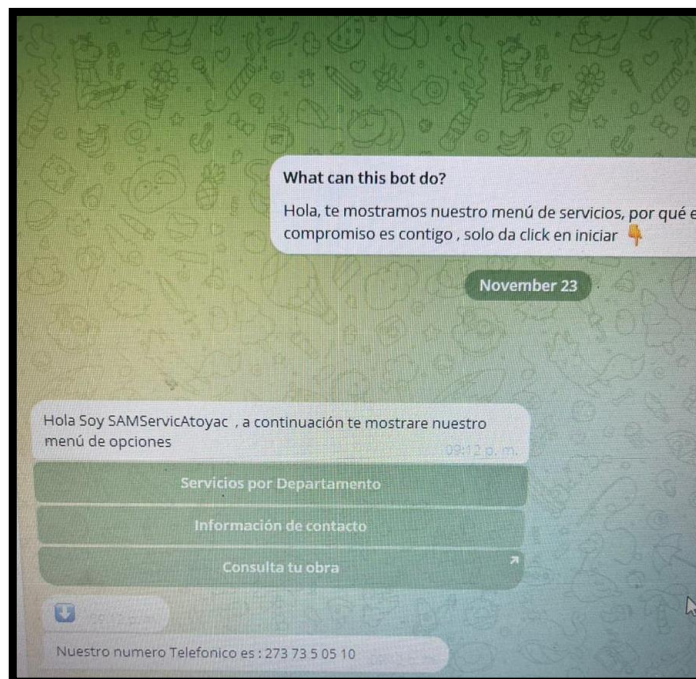 What can this bot do?
Hola, te mostramos nuestro menú de servicios, por qué e
compromiso es contigo , solo da click en iniciar
November 23
Hola Soy SAMServicAtoyac , a continuación te mostrare nuestro
menú de opciones
09:12 p. m.
Servicios por Departamento
Información de contacto
Consulta tu obra
Nuestro numero Telefonico es : 273 73 5 05 10